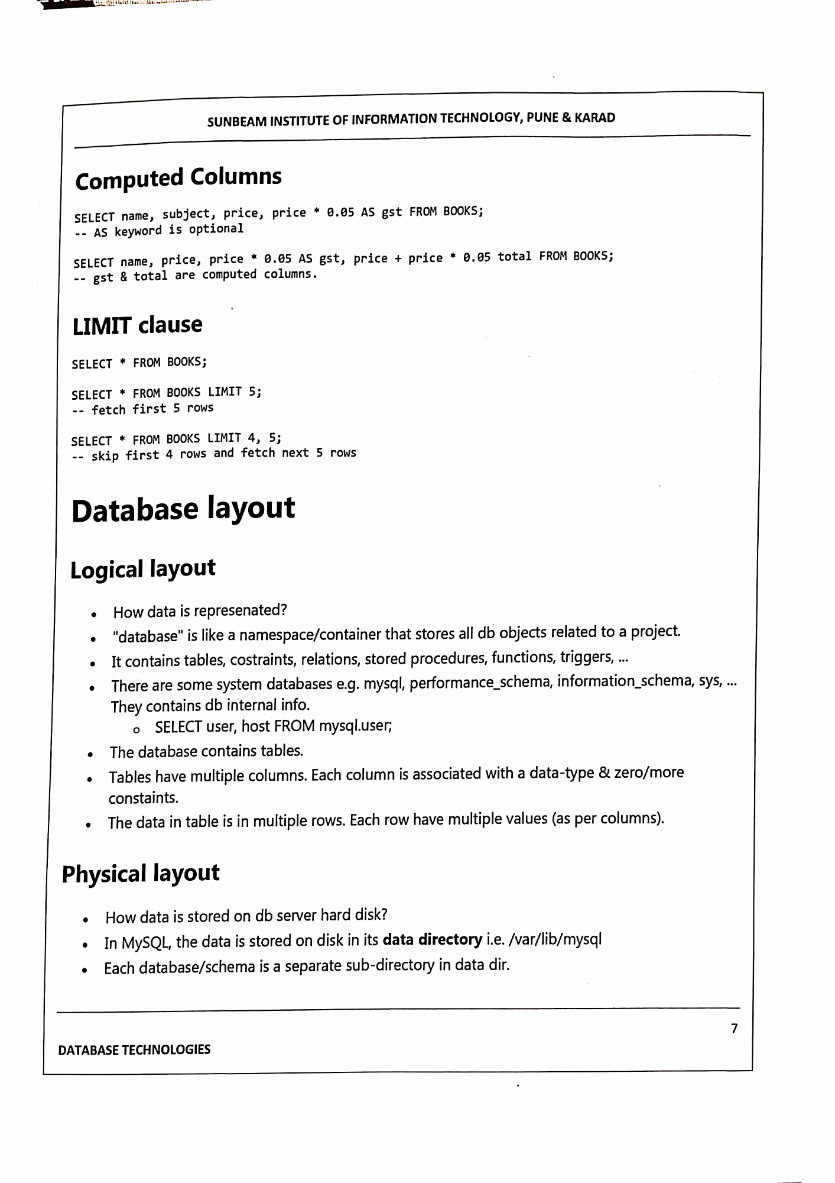 SUNBEAM INSTITUTE OF INFORMATION TECHNOLOGY, PUNE & KARAD
Computed Columns
SELECT name, subject, price, price * 0.05 AS gst FROM BOOKS;
-- AS keyword is optional
SELECT name, price, price * 0.05 AS gst, price + price * 0.05 total FROM BOOKS;
-- gst & total are computed columns.
LIMIT clause
SELECT * FROM BOOKS;
SELECT * FROM BOOKS LIMIT 5;
-- fetch first 5 rows
SELECT * FROM BOOKS LIMIT 4, 5;
-- skip first 4 rows and fetch next 5 rows
Database layout
Logical layout
• How data is represenated?
• "database" is like a namespace/container that stores all db objects related to a project.
• It contains tables, costraints, relations, stored procedures, functions, triggers, ...
• There are some system databases e.g. mysql, performance_schema, information_schema, sys, ...
They contains db internal info.
o SELECT user, host FROM mysql.user;
• The database contains tables.
• Tables have multiple columns. Each column is associated with a data-type & zero/more
constaints.
• The data in table is in multiple rows. Each row have multiple values (as per columns).
Physical layout
• How data is stored on db server hard disk?
• In MySQL, the data is stored on disk in its data directory i.e. /var/lib/mysql
• Each database/schema is a separate sub-directory in data dir.
7
DATABASE TECHNOLOGIES